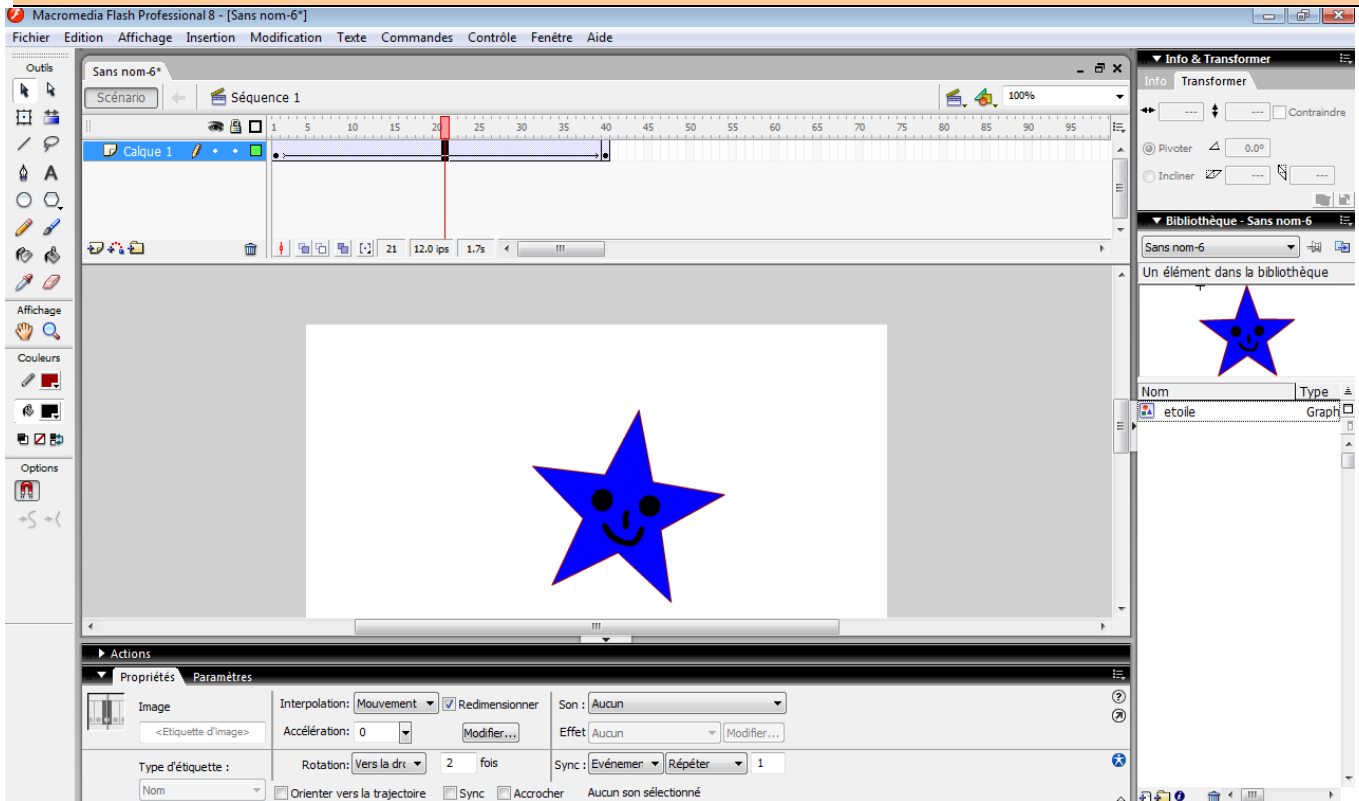 Macromedia Flash Professional 8 - [Sans nom-6*]
Fichier Edition Affichage Insertion Modification Texte Commandes Contrôle Fenêtre Aide
Outils
Affichage
Couleurs
Options
Sans nom-6*
Scénario Séquence 1 100%
1 5 10 15 20 25 30 35 40 45 50 55 60 65 70 75 80 85 90 95
Calque 1
21 12.0 ips 1.7s
Actions
Propriétés Paramètres
Image Interpolation: Mouvement Redimensionner Son : Aucun
<Etiquette d'image> Accélération: 0 Modifier... Effet Aucun Modifier...
Type d'étiquette : Rotation: Vers la drc 2 fois Sync : Evénemer Répéter 1
Nom Orienter vers la trajectoire Sync Accrocher Aucun son sélectionné
Info & Transformer
Info Transformer
--- --- Contraindre
Pivoter 0.0°
Incliner --- ---
Bibliothèque - Sans nom-6
Sans nom-6
Un élément dans la bibliothèque
Nom Type
etoile Graph